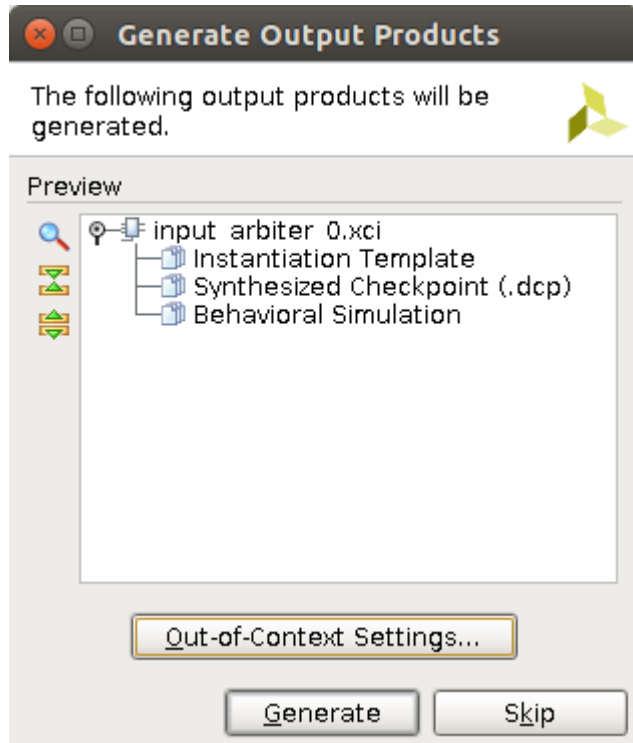 Generate Output Products
The following output products will be
generated.
Preview
input_arbiter_0.xci
Instantiation Template
Synthesized Checkpoint (.dcp)
Behavioral Simulation
Out-of-Context Settings...
Generate
Skip